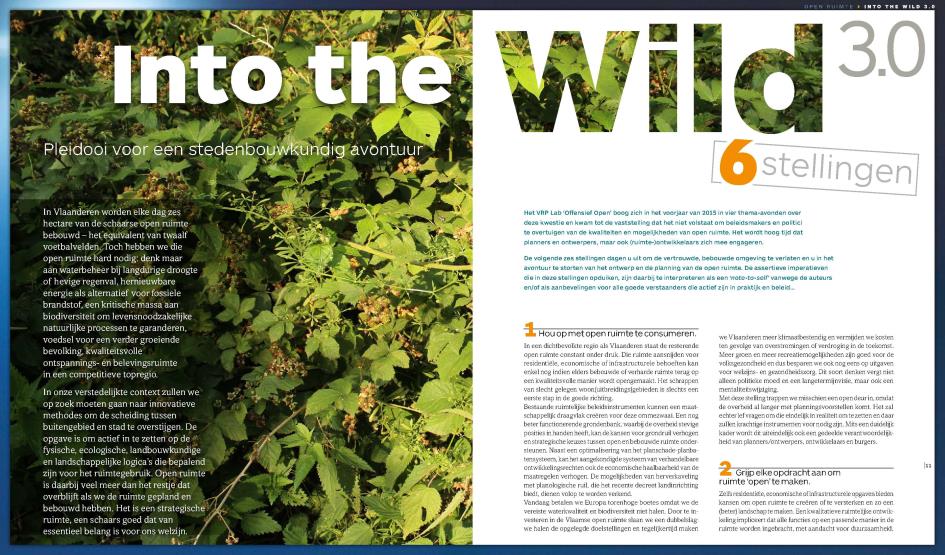 OPEN RUIMTE › INTO THE WILD 3.0
Into the Wild 3.0
Pleidooi voor een stedenbouwkundig avontuur
6 stellingen
In Vlaanderen worden elke dag zes
hectare van de schaarse open ruimte
bebouwd – het equivalent van twaalf
voetbalvelden. Toch hebben we die
open ruimte hard nodig: denk maar
aan waterbeheer bij langdurige droogte
of hevige regenval, hernieuwbare
energie als alternatief voor fossiele
brandstof, een kritische massa aan
biodiversiteit om levensnoodzakelijke
natuurlijke processen te garanderen,
voedsel voor een verder groeiende
bevolking, kwaliteitsvolle
ontspannings- en belevingsruimte
in een competitieve topregio.
In onze verstedelijkte context zullen we
op zoek moeten gaan naar innovatieve
methodes om de scheiding tussen
buitengebied en stad te overstijgen. De
opgave is om actief in te zetten op de
fysische, ecologische, landbouwkundige
en landschappelijke logica's die bepalend
zijn voor het ruimtegebruik. Open ruimte
is daarbij veel meer dan het restje dat
overblijft als we de ruimte gepland en
bebouwd hebben. Het is een strategische
ruimte, een schaars goed dat van
essentieel belang is voor ons welzijn.
Het VRP Lab 'Offensief Open' boog zich in het voorjaar van 2015 in vier thema-avonden over
deze kwestie en kwam tot de vaststelling dat het niet volstaat om beleidsmakers en politici
te overtuigen van de kwaliteiten en mogelijkheden van open ruimte. Het wordt hoog tijd dat
planners en ontwerpers, maar ook (ruimte-)ontwikkelaars zich mee engageren.
De volgende zes stellingen dagen u uit om de vertrouwde, bebouwde omgeving te verlaten en u in het
avontuur te storten van het ontwerp en de planning van de open ruimte. De assertieve imperatieven
die in deze stellingen opduiken, zijn daarbij te interpreteren als een 'note-to-self' vanwege de auteurs
en/of als aanbevelingen voor alle goede verstaanders die actief zijn in praktijk en beleid...
1 Hou op met open ruimte te consumeren.
In een dichtbevolkte regio als Vlaanderen staat de resterende
open ruimte constant onder druk. Die ruimte aansnijden voor
residentiële, economische of infrastructurele behoeften kan
enkel nog indien elders bebouwde of verharde ruimte terug op
een kwaliteitsvolle manier wordt opengemaakt. Het schrappen
van slecht gelegen woon(uitbreidings)gebieden is slechts een
eerste stap in de goede richting.
Bestaande ruimtelijke beleidsinstrumenten kunnen een maat-
schappelijk draagvlak creëren voor deze ommezwaai. Een nog
beter functionerende grondenbank, waarbij de overheid stevige
posities in handen heeft, kan de kansen voor grondruil verhogen
en strategische keuzes tussen open en bebouwde ruimte onder-
steunen. Naast een optimalisering van het planschade-planba-
tensysteem, kan het aangekondigde systeem van verhandelbare
ontwikkelingsrechten ook de economische haalbaarheid van de
maatregelen verhogen. De mogelijkheden van herverkaveling
met planologische ruil, die het recente decreet landinrichting
biedt, dienen volop te worden verkend.
Vandaag betalen we Europa torenhoge boetes omdat we de
vereiste waterkwaliteit en biodiversiteit niet halen. Door te in-
vesteren in de Vlaamse open ruimte slaan we een dubbelslag:
we halen de opgelegde doelstellingen en tegelijkertijd maken
we Vlaanderen meer klimaatbestendig en vermijden we kosten
ten gevolge van overstromingen of verdroging in de toekomst.
Meer groen en meer recreatiemogelijkheden zijn goed voor de
volksgezondheid en dus besparen we ook nog eens op uitgaven
voor welzijns- en gezondheidszorg. Dit soort denken vergt niet
alleen politieke moed en een langetermijnvisie, maar ook een
mentaliteitswijziging.
Met deze stelling trappen we misschien een open deur in, omdat
de overheid al langer met planningsvoorstellen komt. Het zal
echter lef vragen om de eindelijk in realiteit om te zetten en daar
zullen krachtige instrumenten voor nodig zijn. Mits een duidelijk
kader wordt dit uiteindelijk ook een gedeelde verantwoordelijk-
heid van planners/ontwerpers, ontwikkelaars en burgers.
2 Grijp elke opdracht aan om
ruimte 'open' te maken.
Zelfs residentiële, economische of infrastructurele opgaves bieden
kansen om open ruimte te creëren of te versterken en zo een
(beter) landschap te maken. Een kwalitatieve ruimtelijke ontwik-
keling impliceert dat alle functies op een passende manier in de
ruimte worden ingebracht, met aandacht voor duurzaamheid.
|11